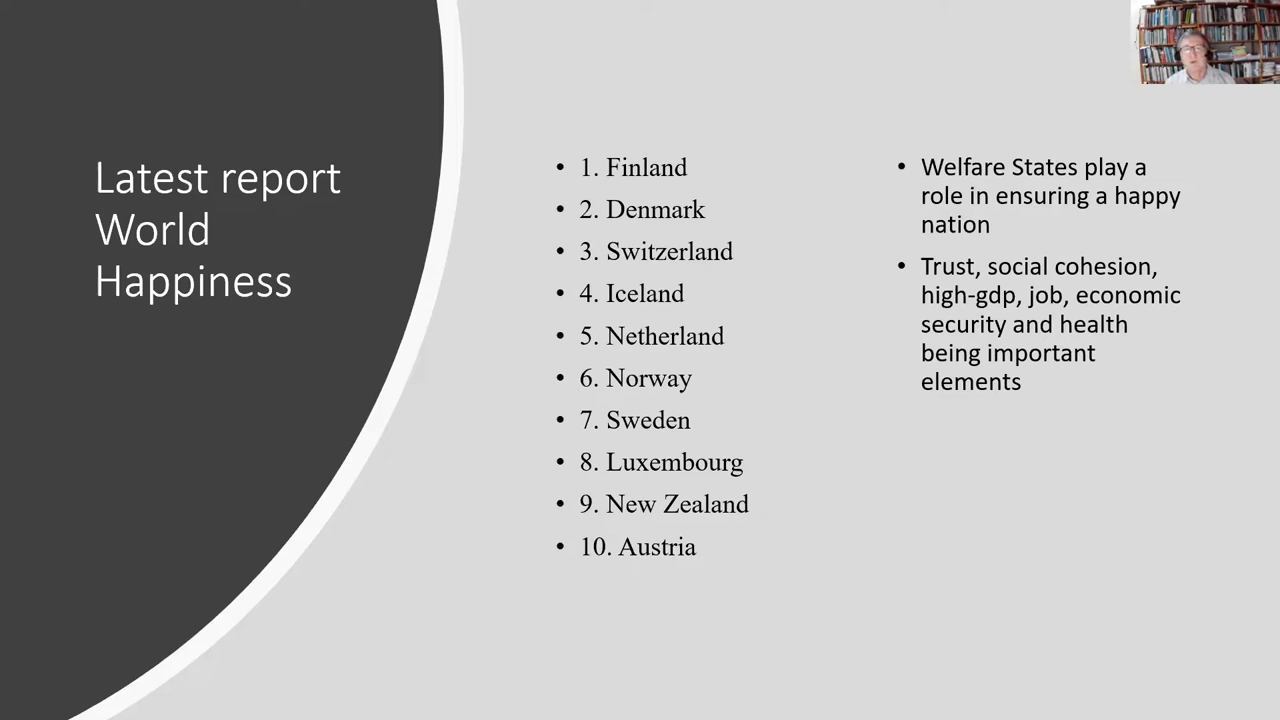 Latest report
World
Happiness
• 1. Finland
• 2. Denmark
• 3. Switzerland
• 4. Iceland
• 5. Netherland
• 6. Norway
• 7. Sweden
• 8. Luxembourg
• 9. New Zealand
• 10. Austria
• Welfare States play a
role in ensuring a happy
nation
• Trust, social cohesion,
high-gdp, job, economic
security and health
being important
elements